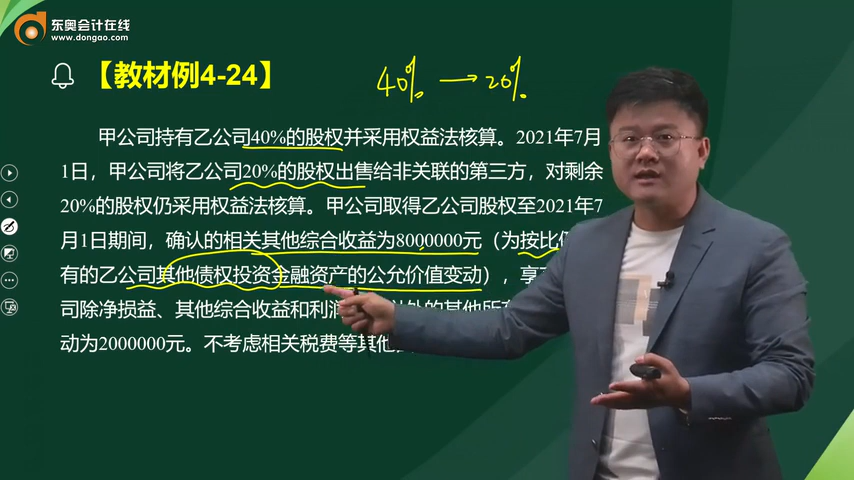 东奥会计在线
www.dongao.com
【教材例4-24】
40% → 20%
甲公司持有乙公司40%的股权并采用权益法核算。2021年7月
1日，甲公司将乙公司20%的股权出售给非关联的第三方，对剩余
20%的股权仍采用权益法核算。甲公司取得乙公司股权至2021年7
月1日期间，确认的相关其他综合收益为8000000元（为按比
有的乙公司其他债权投资金融资产的公允价值变动），享
司除净损益、其他综合收益和利润 的其他所
动为2000000元。不考虑相关税费等其他